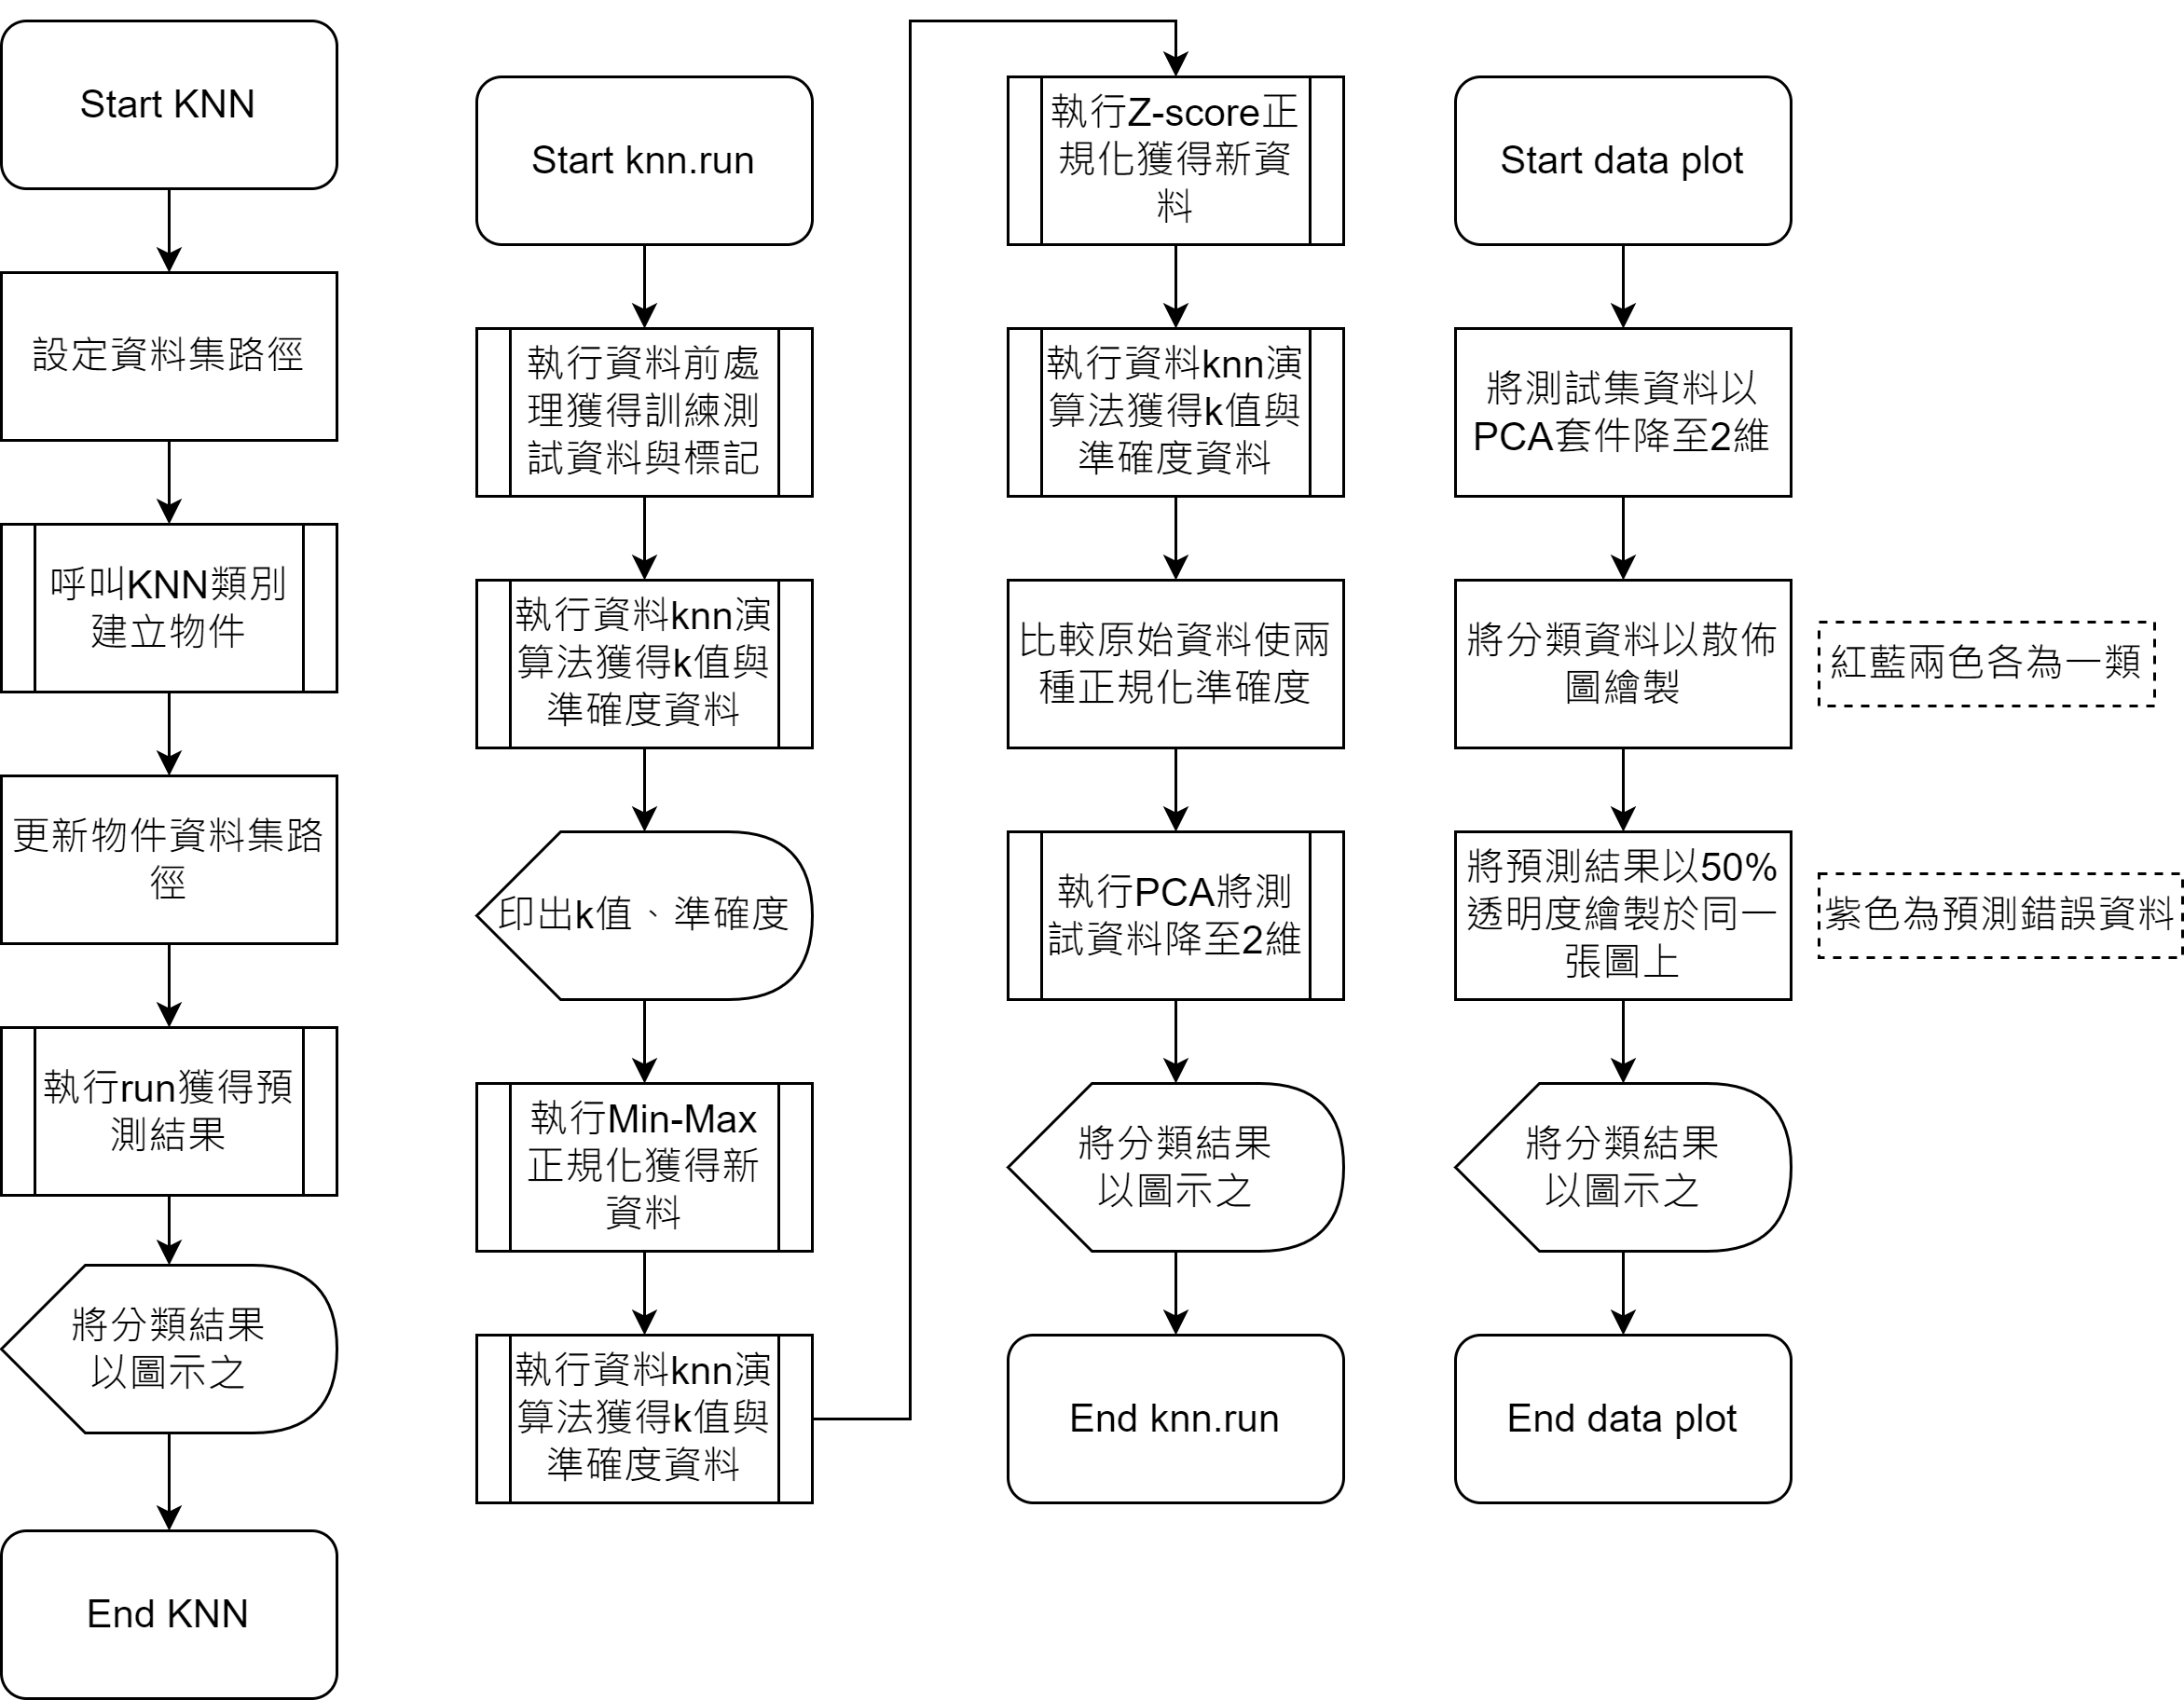 Start KNN
設定資料集路徑
呼叫KNN類別
建立物件
更新物件資料集路
徑
執行run獲得預
測結果
將分類結果
以圖示之
End KNN
Start knn.run
執行資料前處
理獲得訓練測
試資料與標記
執行資料knn演
算法獲得k值與
準確度資料
印出k值、準確度
執行Min-Max
正規化獲得新
資料
執行資料knn演
算法獲得k值與
準確度資料
執行Z-score正
規化獲得新資
料
執行資料knn演
算法獲得k值與
準確度資料
比較原始資料使兩
種正規化準確度
執行PCA將測
試資料降至2維
將分類結果
以圖示之
End knn.run
Start data plot
將測試集資料以
PCA套件降至2維
將分類資料以散佈
圖繪製
紅藍兩色各為一類
將預測結果以50%
透明度繪製於同一
張圖上
紫色為預測錯誤資料
將分類結果
以圖示之
End data plot